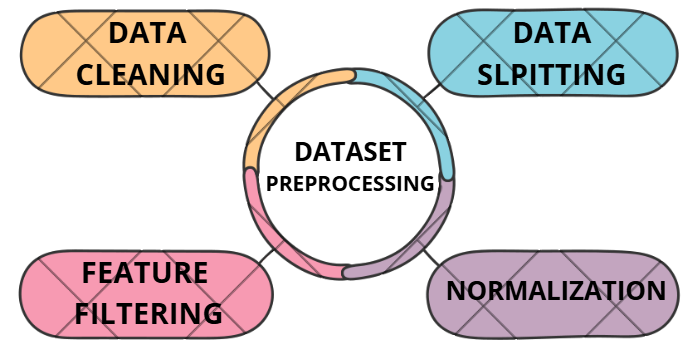 DATA
CLEANING
DATA
SLPITTING
DATASET
PREPROCESSING
FEATURE
FILTERING
NORMALIZATION